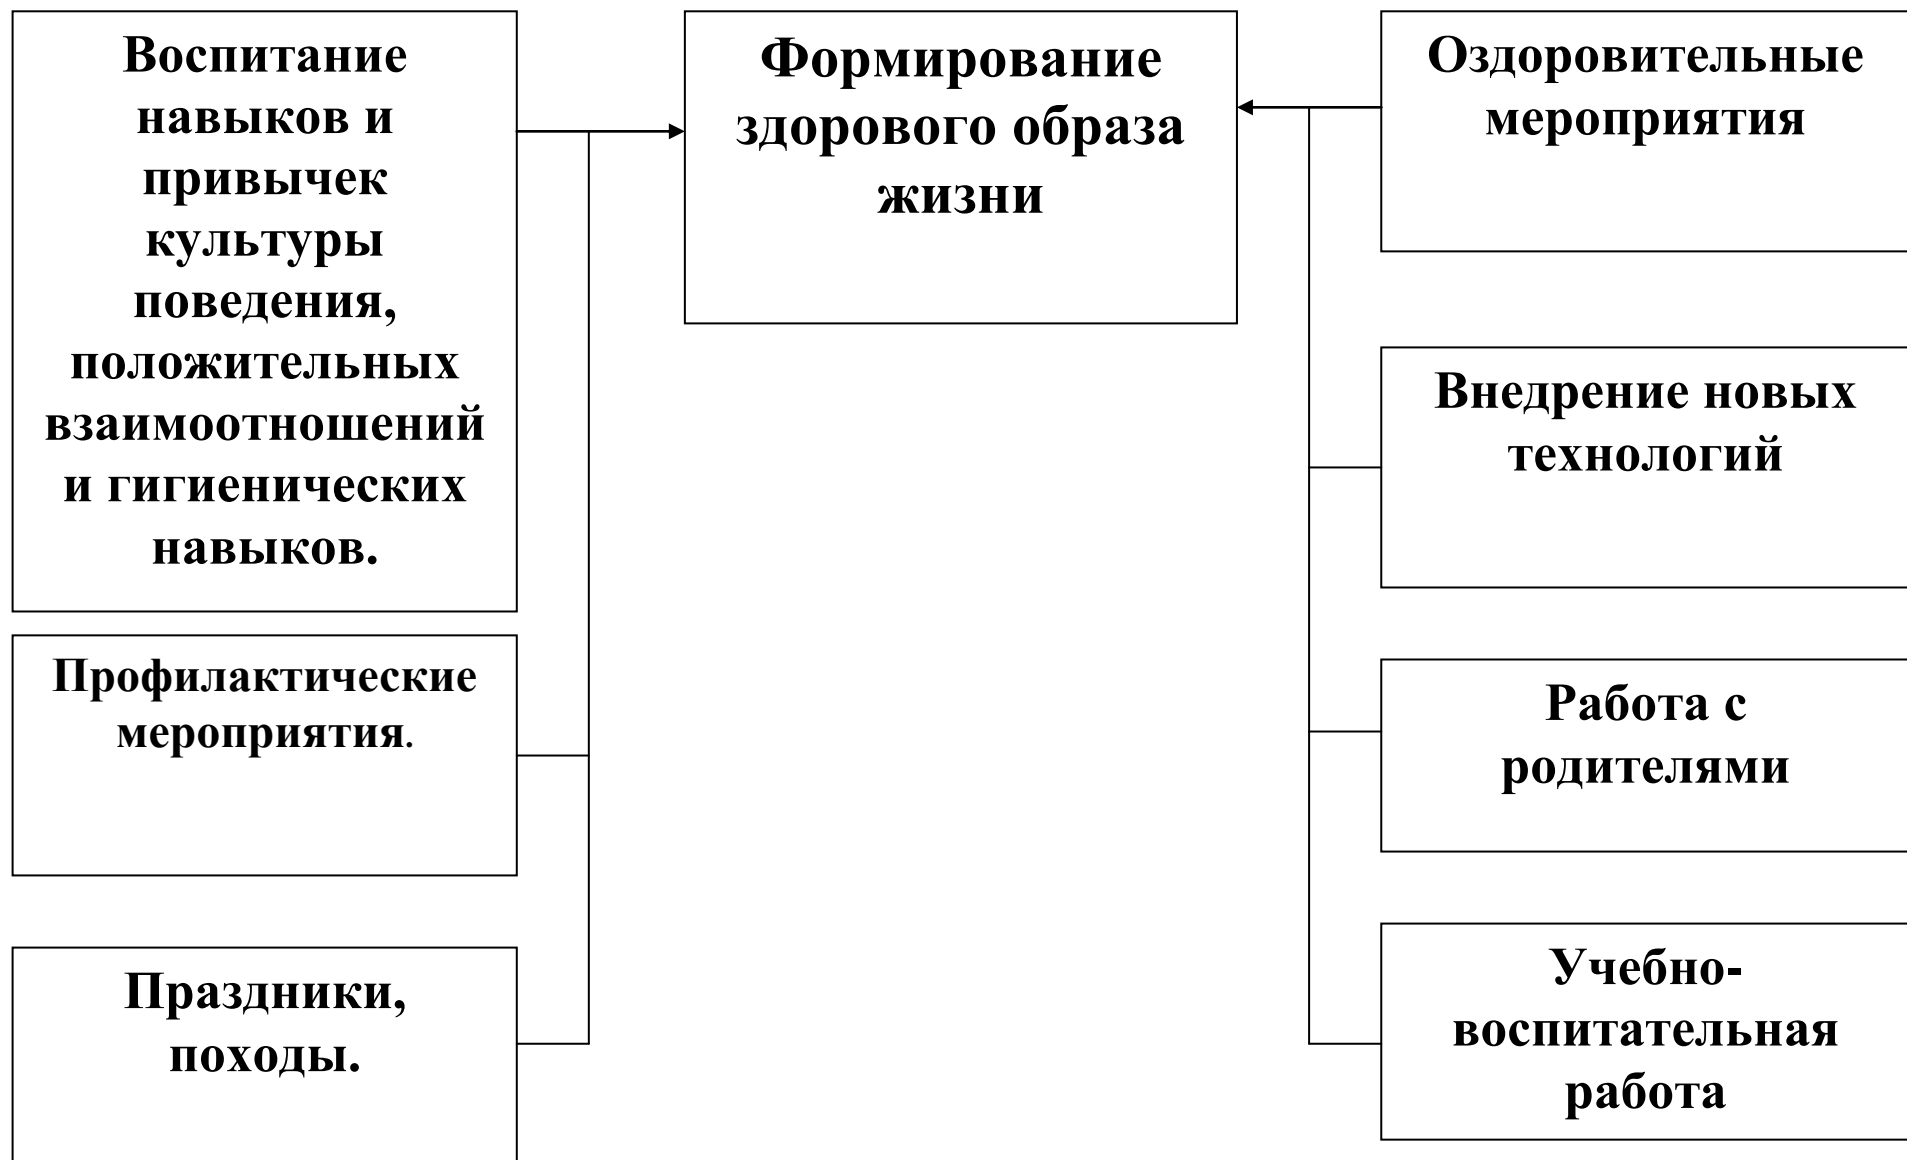 Воспитание
навыков и
привычек
культуры
поведения,
положительных
взаимоотношений
и гигиенических
навыков.
Профилактические
мероприятия.
Праздники,
походы.
Формирование
здорового образа
жизни
Оздоровительные
мероприятия
Внедрение новых
технологий
Работа с
родителями
Учебно-
воспитательная
работа